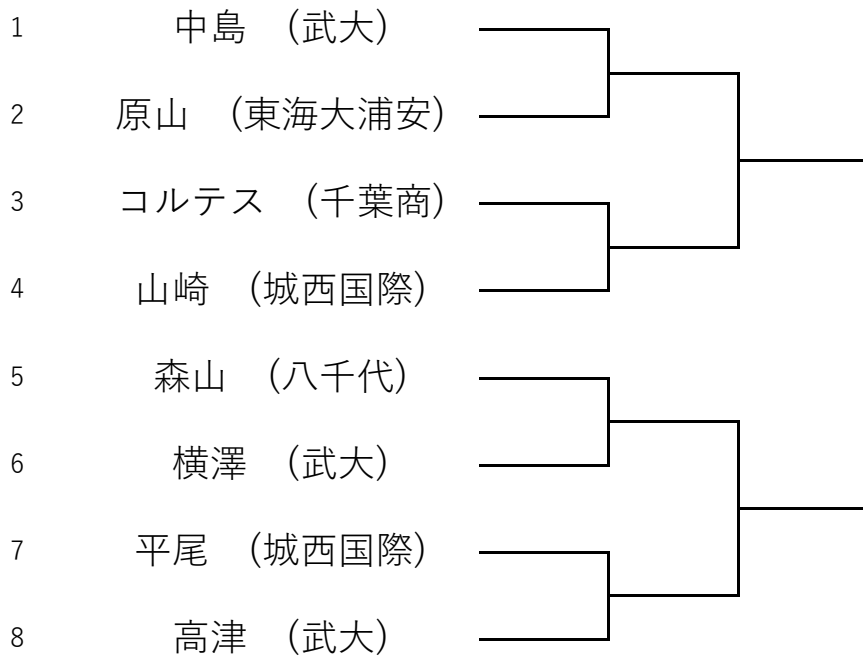 1 中島 (武大)
2 原山 (東海大浦安)
3 コルテス (千葉商)
4 山崎 (城西国際)
5 森山 (八千代)
6 横澤 (武大)
7 平尾 (城西国際)
8 高津 (武大)